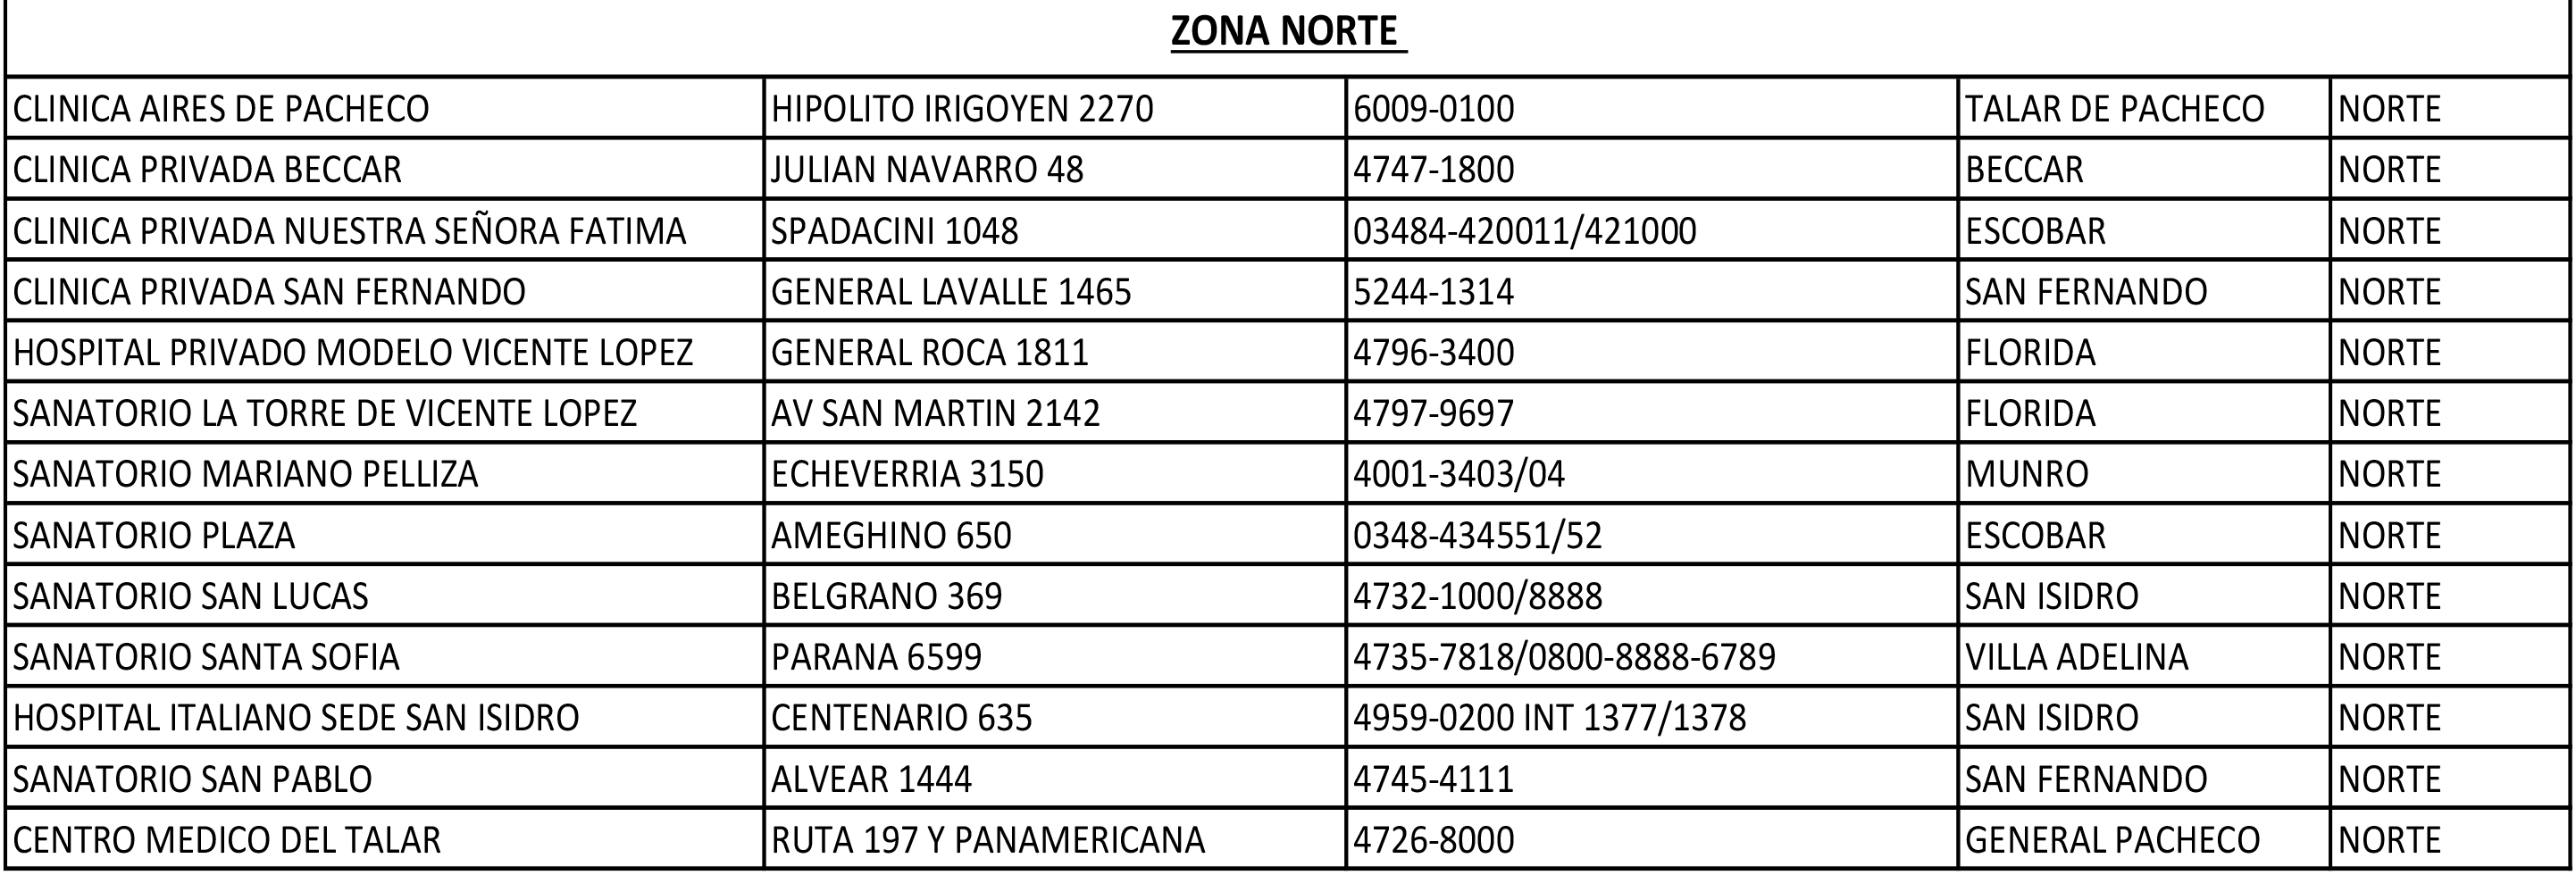 ZONA NORTE
CLINICA AIRES DE PACHECO HIPOLITO IRIGOYEN 2270 6009-0100 TALAR DE PACHECO NORTE
CLINICA PRIVADA BECCAR JULIAN NAVARRO 48 4747-1800 BECCAR NORTE
CLINICA PRIVADA NUESTRA SEÑORA FATIMA SPADACINI 1048 03484-420011/421000 ESCOBAR NORTE
CLINICA PRIVADA SAN FERNANDO GENERAL LAVALLE 1465 5244-1314 SAN FERNANDO NORTE
HOSPITAL PRIVADO MODELO VICENTE LOPEZ GENERAL ROCA 1811 4796-3400 FLORIDA NORTE
SANATORIO LA TORRE DE VICENTE LOPEZ AV SAN MARTIN 2142 4797-9697 FLORIDA NORTE
SANATORIO MARIANO PELLIZA ECHEVERRIA 3150 4001-3403/04 MUNRO NORTE
SANATORIO PLAZA AMEGHINO 650 0348-434551/52 ESCOBAR NORTE
SANATORIO SAN LUCAS BELGRANO 369 4732-1000/8888 SAN ISIDRO NORTE
SANATORIO SANTA SOFIA PARANA 6599 4735-7818/0800-8888-6789 VILLA ADELINA NORTE
HOSPITAL ITALIANO SEDE SAN ISIDRO CENTENARIO 635 4959-0200 INT 1377/1378 SAN ISIDRO NORTE
SANATORIO SAN PABLO ALVEAR 1444 4745-4111 SAN FERNANDO NORTE
CENTRO MEDICO DEL TALAR RUTA 197 Y PANAMERICANA 4726-8000 GENERAL PACHECO NORTE